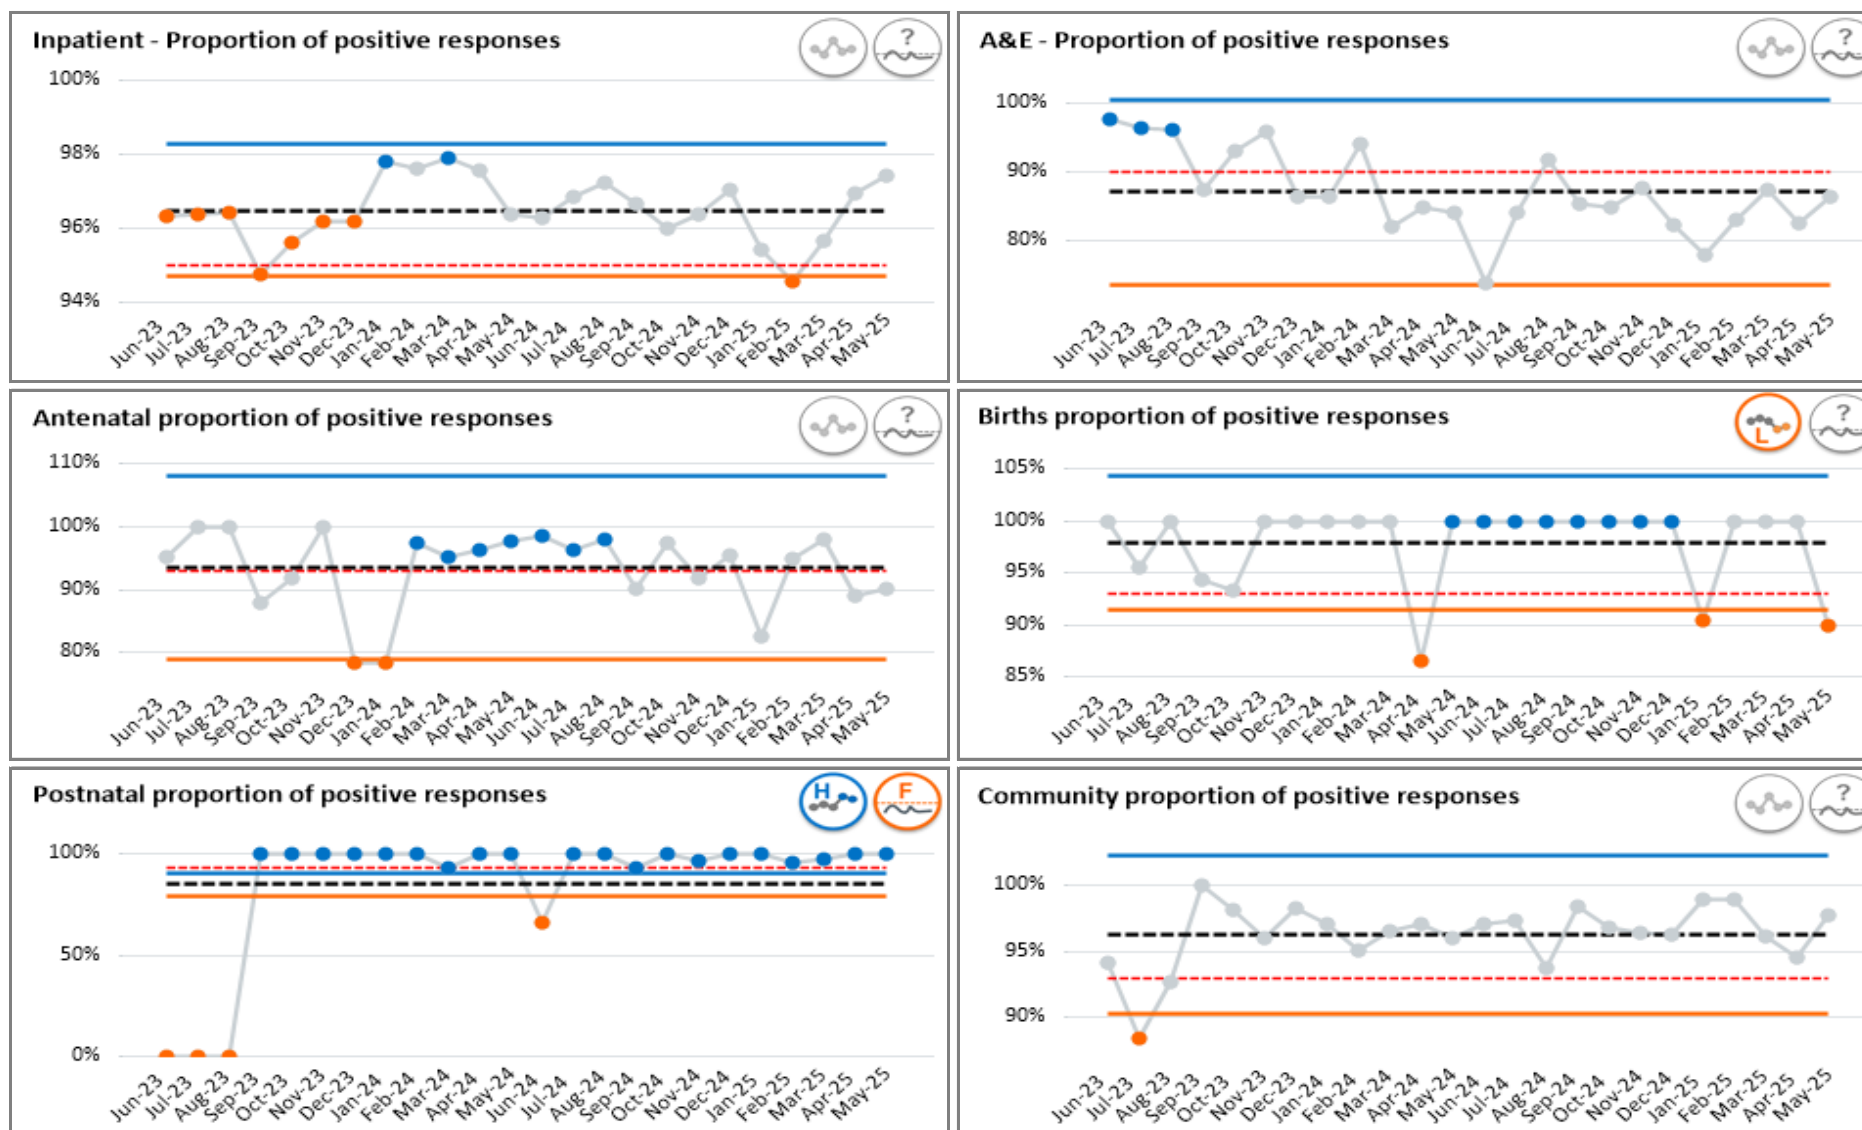 Inpatient - Proportion of positive responses
?
100%
98%
96%
94%
Jun-23 Jul-23 Aug-23 Sep-23 Oct-23 Nov-23 Dec-23 Jan-24 Feb-24 Mar-24 Apr-24 May-24 Jun-24 Jul-24 Aug-24 Sep-24 Oct-24 Nov-24 Dec-24 Jan-25 Feb-25 Mar-25 Apr-25 May-25
A&E - Proportion of positive responses
?
100%
90%
80%
Jun-23 Jul-23 Aug-23 Sep-23 Oct-23 Nov-23 Dec-23 Jan-24 Feb-24 Mar-24 Apr-24 May-24 Jun-24 Jul-24 Aug-24 Sep-24 Oct-24 Nov-24 Dec-24 Jan-25 Feb-25 Mar-25 Apr-25 May-25
Antenatal proportion of positive responses
?
110%
100%
90%
80%
Jun-23 Jul-23 Aug-23 Sep-23 Oct-23 Nov-23 Dec-23 Jan-24 Feb-24 Mar-24 Apr-24 May-24 Jun-24 Jul-24 Aug-24 Sep-24 Oct-24 Nov-24 Dec-24 Jan-25 Feb-25 Mar-25 Apr-25 May-25
Births proportion of positive responses
L ?
105%
100%
95%
90%
85%
Jun-23 Jul-23 Aug-23 Sep-23 Oct-23 Nov-23 Dec-23 Jan-24 Feb-24 Mar-24 Apr-24 May-24 Jun-24 Jul-24 Aug-24 Sep-24 Oct-24 Nov-24 Dec-24 Jan-25 Feb-25 Mar-25 Apr-25 May-25
Postnatal proportion of positive responses
H F
100%
50%
0%
Jun-23 Jul-23 Aug-23 Sep-23 Oct-23 Nov-23 Dec-23 Jan-24 Feb-24 Mar-24 Apr-24 May-24 Jun-24 Jul-24 Aug-24 Sep-24 Oct-24 Nov-24 Dec-24 Jan-25 Feb-25 Mar-25 Apr-25 May-25
Community proportion of positive responses
?
100%
95%
90%
Jun-23 Jul-23 Aug-23 Sep-23 Oct-23 Nov-23 Dec-23 Jan-24 Feb-24 Mar-24 Apr-24 May-24 Jun-24 Jul-24 Aug-24 Sep-24 Oct-24 Nov-24 Dec-24 Jan-25 Feb-25 Mar-25 Apr-25 May-25